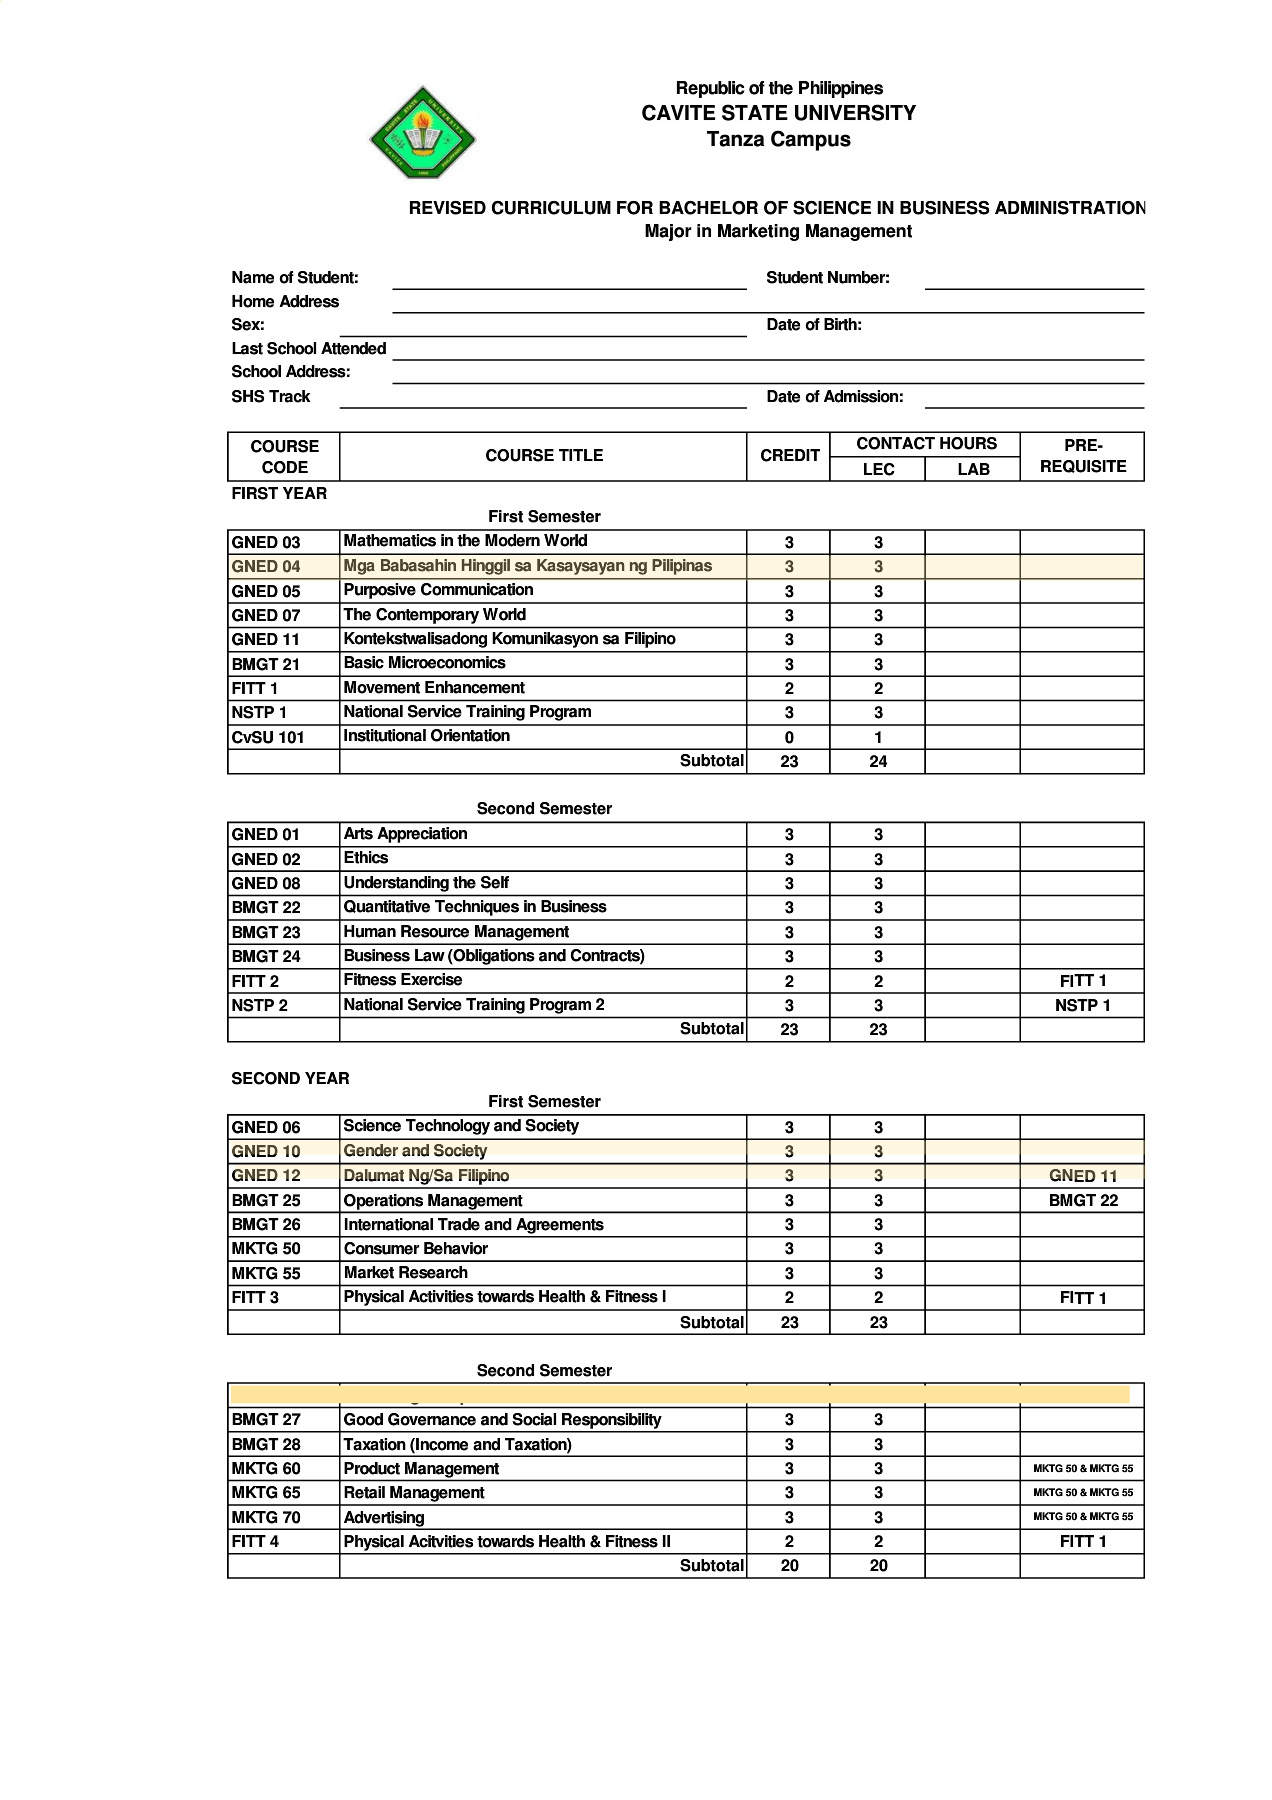 Republic of the Philippines
CAVITE STATE UNIVERSITY
Tanza Campus
REVISED CURRICULUM FOR BACHELOR OF SCIENCE IN BUSINESS ADMINISTRATION
Major in Marketing Management
Name of Student: Student Number:
Home Address
Sex: Date of Birth:
Last School Attended
School Address:
SHS Track Date of Admission:
COURSE CODE COURSE TITLE CREDIT CONTACT HOURS LEC LAB PRE-REQUISITE
FIRST YEAR
First Semester
GNED 03 Mathematics in the Modern World 3 3
GNED 04 Mga Babasahin Hinggil sa Kasaysayan ng Pilipinas 3 3
GNED 05 Purposive Communication 3 3
GNED 07 The Contemporary World 3 3
GNED 11 Kontekstwalisadong Komunikasyon sa Filipino 3 3
BMGT 21 Basic Microeconomics 3 3
FITT 1 Movement Enhancement 2 2
NSTP 1 National Service Training Program 3 3
CvSU 101 Institutional Orientation 0 1
Subtotal 23 24
Second Semester
GNED 01 Arts Appreciation 3 3
GNED 02 Ethics 3 3
GNED 08 Understanding the Self 3 3
BMGT 22 Quantitative Techniques in Business 3 3
BMGT 23 Human Resource Management 3 3
BMGT 24 Business Law (Obligations and Contracts) 3 3
FITT 2 Fitness Exercise 2 2 FITT 1
NSTP 2 National Service Training Program 2 3 3 NSTP 1
Subtotal 23 23
SECOND YEAR
First Semester
GNED 06 Science Technology and Society 3 3
GNED 10 Gender and Society 3 3
GNED 12 Dalumat Ng/Sa Filipino 3 3 GNED 11
BMGT 25 Operations Management 3 3 BMGT 22
BMGT 26 International Trade and Agreements 3 3
MKTG 50 Consumer Behavior 3 3
MKTG 55 Market Research 3 3
FITT 3 Physical Activities towards Health & Fitness I 2 2 FITT 1
Subtotal 23 23
Second Semester
BMGT 27 Good Governance and Social Responsibility 3 3
BMGT 28 Taxation (Income and Taxation) 3 3
MKTG 60 Product Management 3 3 MKTG 50 & MKTG 55
MKTG 65 Retail Management 3 3 MKTG 50 & MKTG 55
MKTG 70 Advertising 3 3 MKTG 50 & MKTG 55
FITT 4 Physical Acitvities towards Health & Fitness II 2 2 FITT 1
Subtotal 20 20